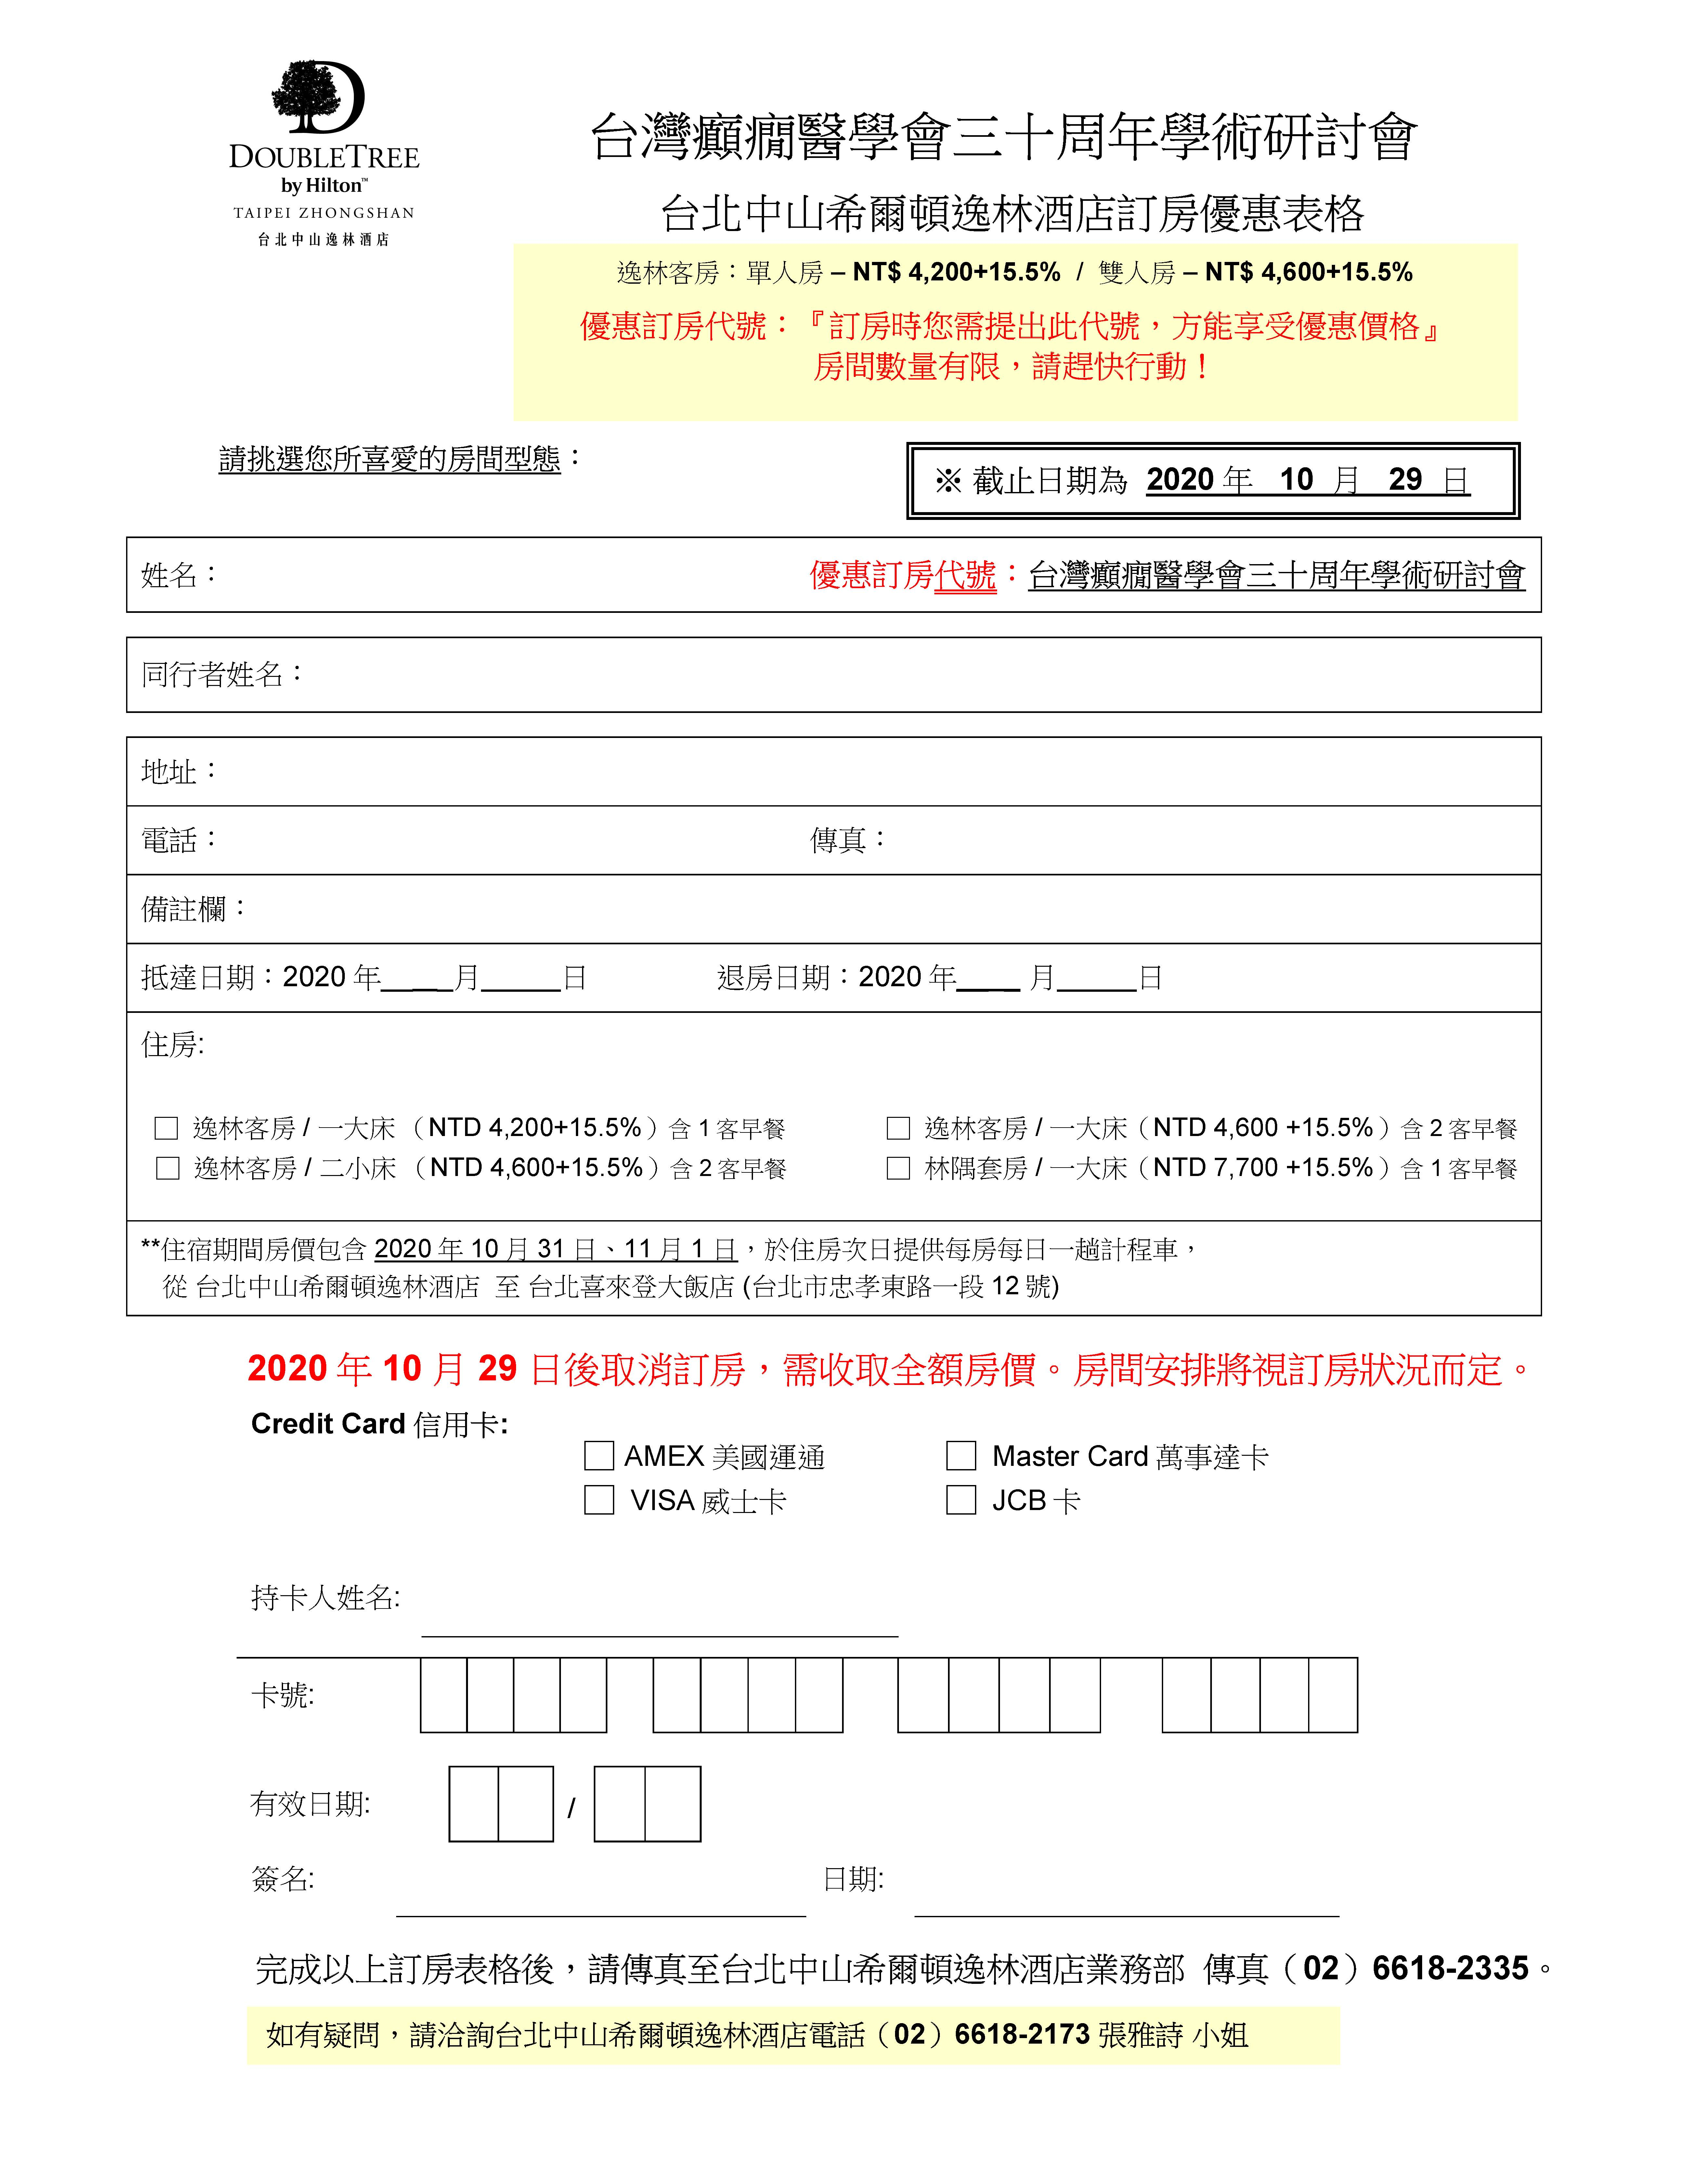 DOUBLETREE
by Hilton™
TAIPEI ZHONGSHAN
台北中山逸林酒店
台灣癲癇醫學會三十周年學術研討會
台北中山希爾頓逸林酒店訂房優惠表格
逸林客房：單人房 – NT$ 4,200+15.5% / 雙人房 – NT$ 4,600+15.5%
優惠訂房代號：『訂房時您需提出此代號，方能享受優惠價格』
房間數量有限，請趕快行動！
請挑選您所喜愛的房間型態：
※ 截止日期為 2020 年 10 月 29 日
姓名： 優惠訂房代號：台灣癲癇醫學會三十周年學術研討會
同行者姓名：
地址：
電話： 傳真：
備註欄：
抵達日期：2020 年_____月_____日 退房日期：2020 年____ 月_____日
住房:
□ 逸林客房 / 一大床 （NTD 4,200+15.5%）含 1 客早餐 □ 逸林客房 / 一大床（NTD 4,600 +15.5%）含 2 客早餐
□ 逸林客房 / 二小床 （NTD 4,600+15.5%）含 2 客早餐 □ 林隅套房 / 一大床（NTD 7,700 +15.5%）含 1 客早餐
**住宿期間房價包含 2020 年 10 月 31 日、11 月 1 日，於住房次日提供每房每日一趟計程車，
從 台北中山希爾頓逸林酒店 至 台北喜來登大飯店 (台北市忠孝東路一段 12 號)
2020 年 10 月 29 日後取消訂房，需收取全額房價。房間安排將視訂房狀況而定。
Credit Card 信用卡:
□ AMEX 美國運通 □ Master Card 萬事達卡
□ VISA 威士卡 □ JCB 卡
持卡人姓名:
卡號:
有效日期: /
簽名: 日期:
完成以上訂房表格後，請傳真至台北中山希爾頓逸林酒店業務部 傳真（02）6618-2335。
如有疑問，請洽詢台北中山希爾頓逸林酒店電話（02）6618-2173 張雅詩 小姐